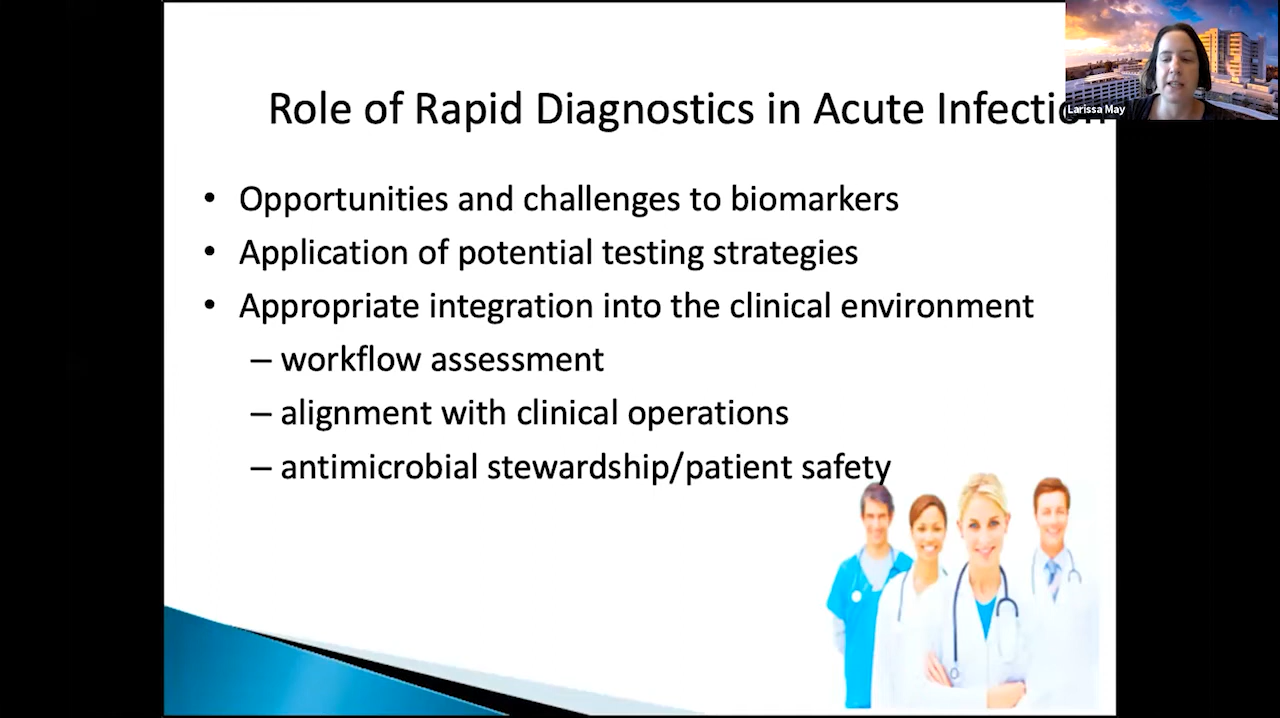 Role of Rapid Diagnostics in Acute Infection
Larissa May
• Opportunities and challenges to biomarkers
• Application of potential testing strategies
• Appropriate integration into the clinical environment
– workflow assessment
– alignment with clinical operations
– antimicrobial stewardship/patient safety